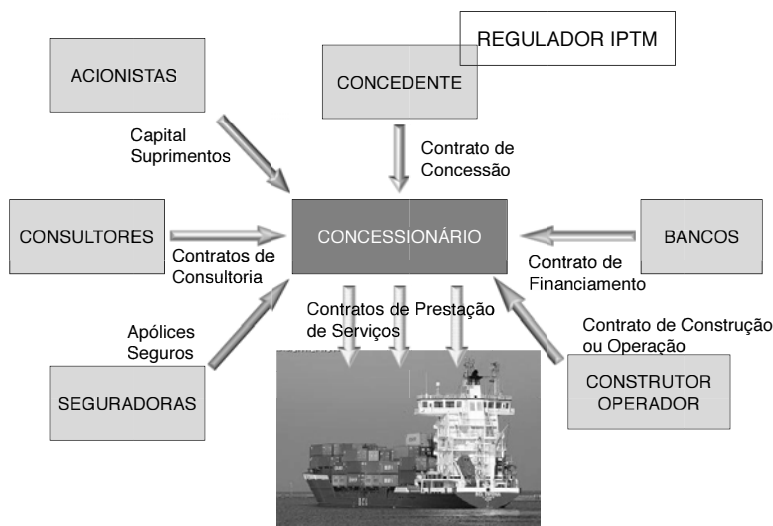 REGULADOR IPTM
ACIONISTAS
CONCEDENTE
Capital
Suprimentos
Contrato de
Concessão
CONSULTORES
CONCESSIONÁRIO
BANCOS
Contratos de
Consultoria
Contrato de
Financiamento
Apólices
Seguros
Contratos de Prestação
de Serviços
Contrato de Construção
ou Operação
SEGURADORAS
CONSTRUTOR
OPERADOR